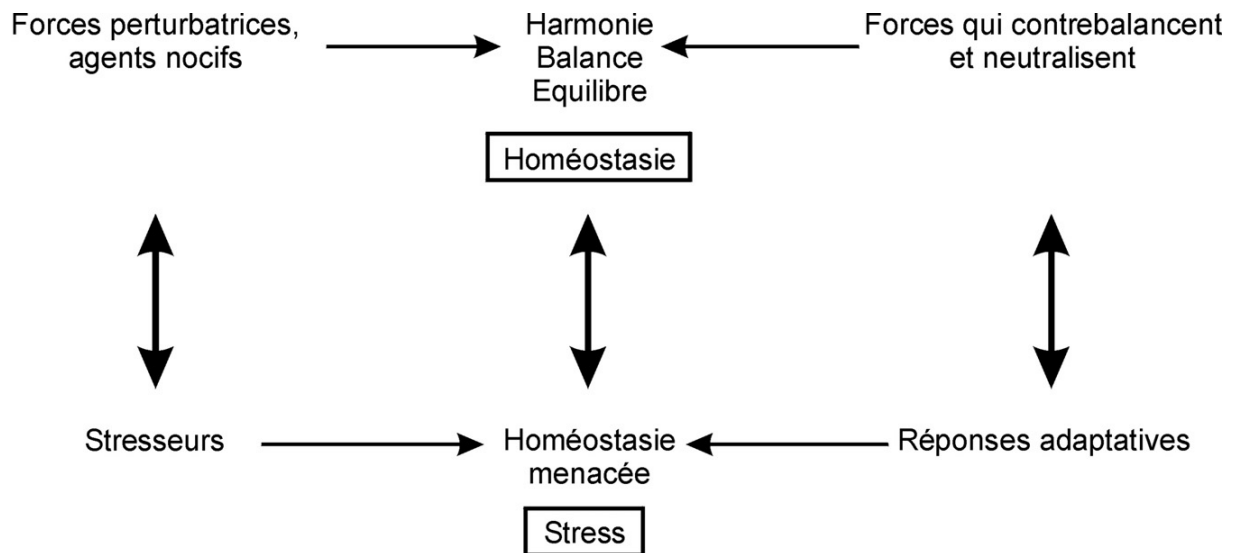 Forces perturbatrices,
agents nocifs
Harmonie
Balance
Equilibre
Forces qui contrebalancent
et neutralisent
Homéostasie
Stresseurs
Homéostasie
menacée
Réponses adaptatives
Stress